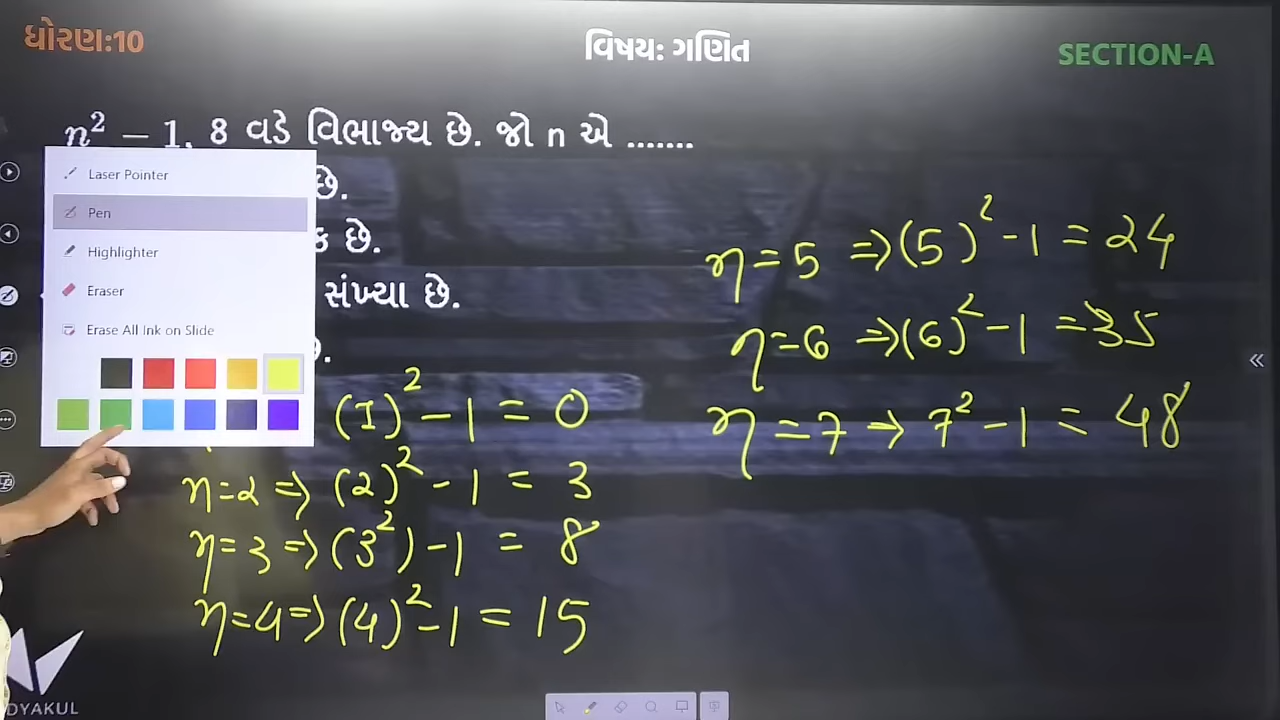 ધોરણ:10
વિષય: ગણિત
SECTION-A
n² – 1, 8 વડે વિભાજ્ય છે. જો n એ .......
છે.
છે.
સંખ્યા છે.
Laser Pointer
Pen
Highlighter
Eraser
Erase All Ink on Slide
(1)² - 1 = 0
n=2 ⇒ (2)² - 1 = 3
n=3 ⇒ (3²) - 1 = 8
n=4 ⇒ (4)² - 1 = 15
n=5 ⇒ (5)² - 1 = 24
n=6 ⇒ (6)² - 1 = 35
n=7 → 7² - 1 = 48
DYAKUL